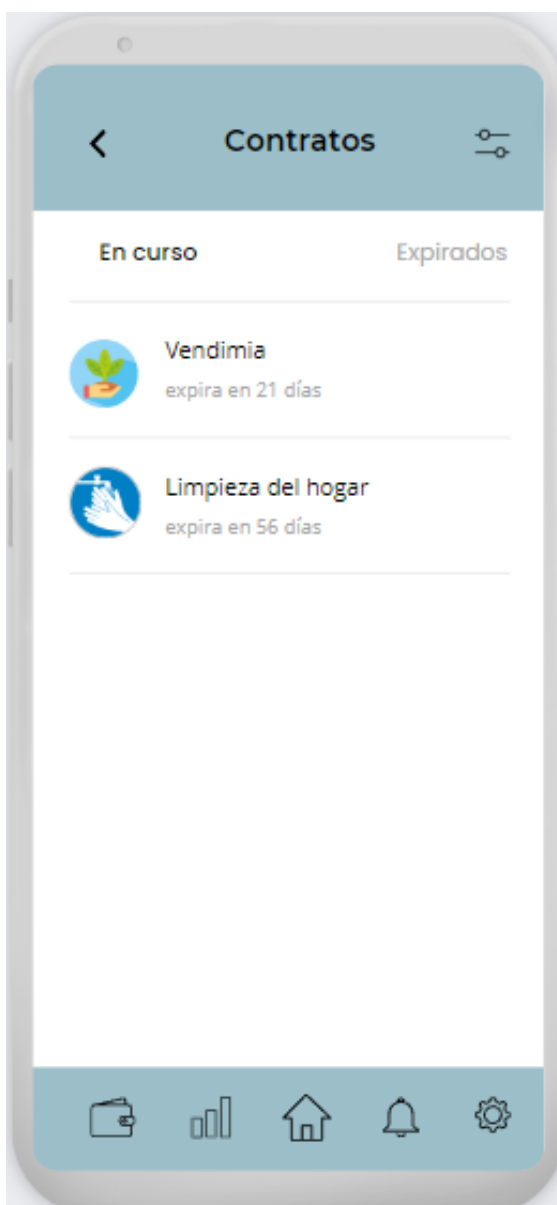 Contratos
En curso
Expirados
Vendimia
expira en 21 días
Limpieza del hogar
expira en 56 días